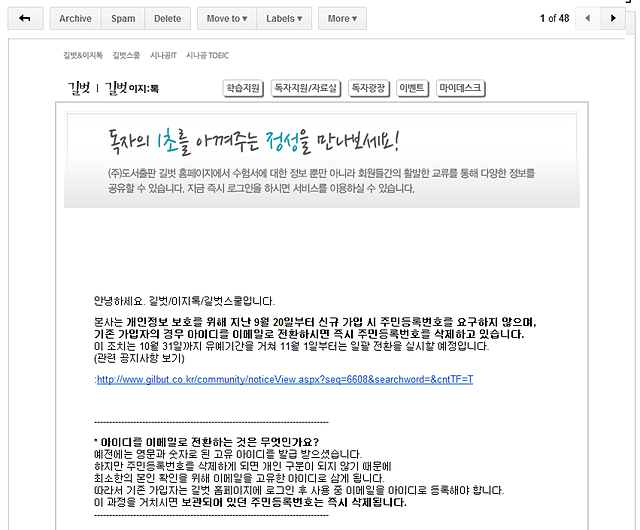 Archive Spam Delete Move to Labels More 1 of 48
길벗&이지톡 길벗스쿨 시나공IT 시나공 TOEIC
길벗 | 길벗이지:톡 학습지원 독자지원/자료실 독자광장 이벤트 마이데스크
독자의 1초를 아껴주는 정성을 만나보세요!
(주)도서출판 길벗 홈페이지에서 수험서에 대한 정보 뿐만 아니라 회원들간의 활발한 교류를 통해 다양한 정보를
공유할 수 있습니다. 지금 즉시 로그인을 하시면 서비스를 이용하실 수 있습니다.
안녕하세요. 길벗/이지톡/길벗스쿨입니다.
본사는 개인정보 보호를 위해 지난 9월 20일부터 신규 가입 시 주민등록번호를 요구하지 않으며,
기존 가입자의 경우 아이디를 이메일로 전환하시면 즉시 주민등록번호를 삭제하고 있습니다.
이 조치는 10월 31일까지 유예기간을 거쳐 11월 1일부터는 일괄 전환을 실시할 예정입니다.
(관련 공지사항 보기)
:http://www.gilbut.co.kr/community/noticeView.aspx?seq=6608&searchword=&cntTF=T
------------------------------------------------------------------------------
* 아이디를 이메일로 전환하는 것은 무엇인가요?
예전에는 영문과 숫자로 된 고유 아이디를 발급 받으셨습니다.
하지만 주민등록번호를 삭제하게 되면 개인 구분이 되지 않기 때문에
최소한의 본인 확인을 위해 이메일을 고유한 아이디로 삼게 됩니다.
따라서 기존 가입자는 길벗 홈페이지에 로그인 후 사용 중 이메일을 아이디로 등록해야 합니다.
이 과정을 거치시면 보관되어 있던 주민등록번호는 즉시 삭제됩니다.
------------------------------------------------------------------------------